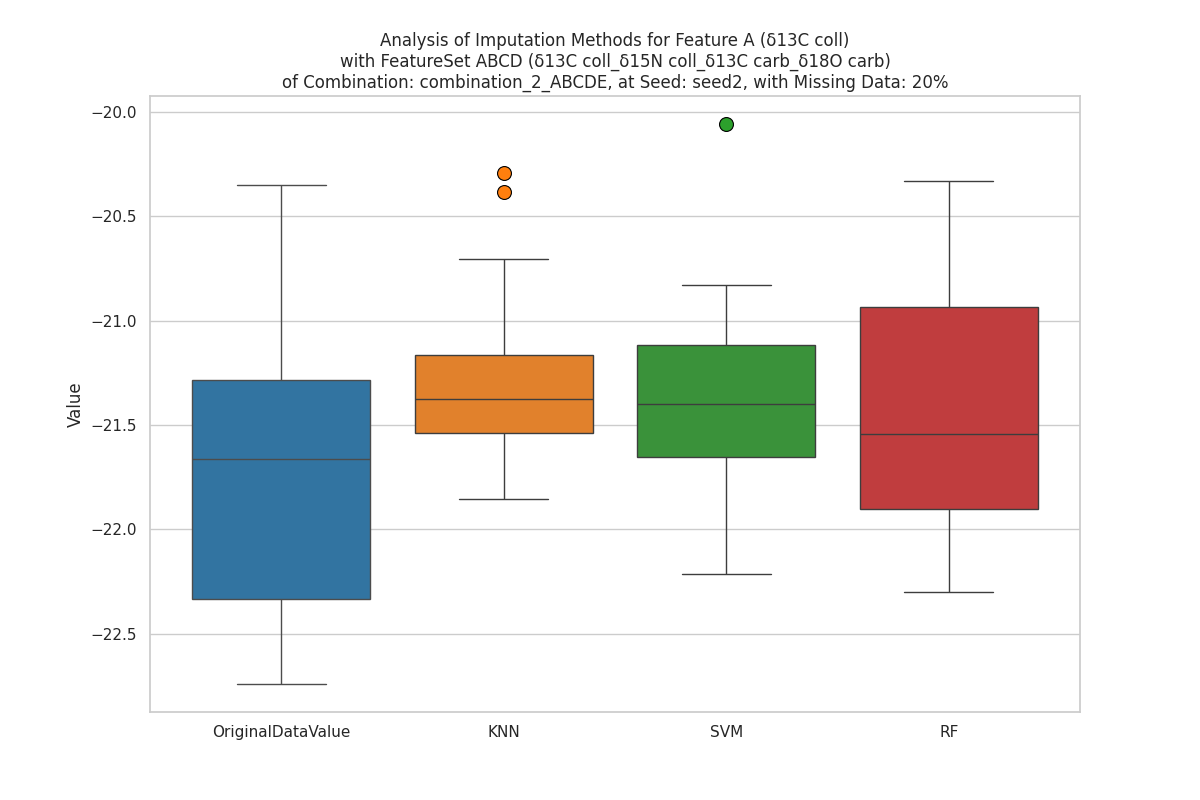 Analysis of Imputation Methods for Feature A (δ13C coll)
with FeatureSet ABCD (δ13C coll_δ15N coll_δ13C carb_δ18O carb)
of Combination: combination_2_ABCDE, at Seed: seed2, with Missing Data: 20%
−20.0
−20.5
−21.0
−21.5
−22.0
−22.5
Value
OriginalDataValue
KNN
SVM
RF